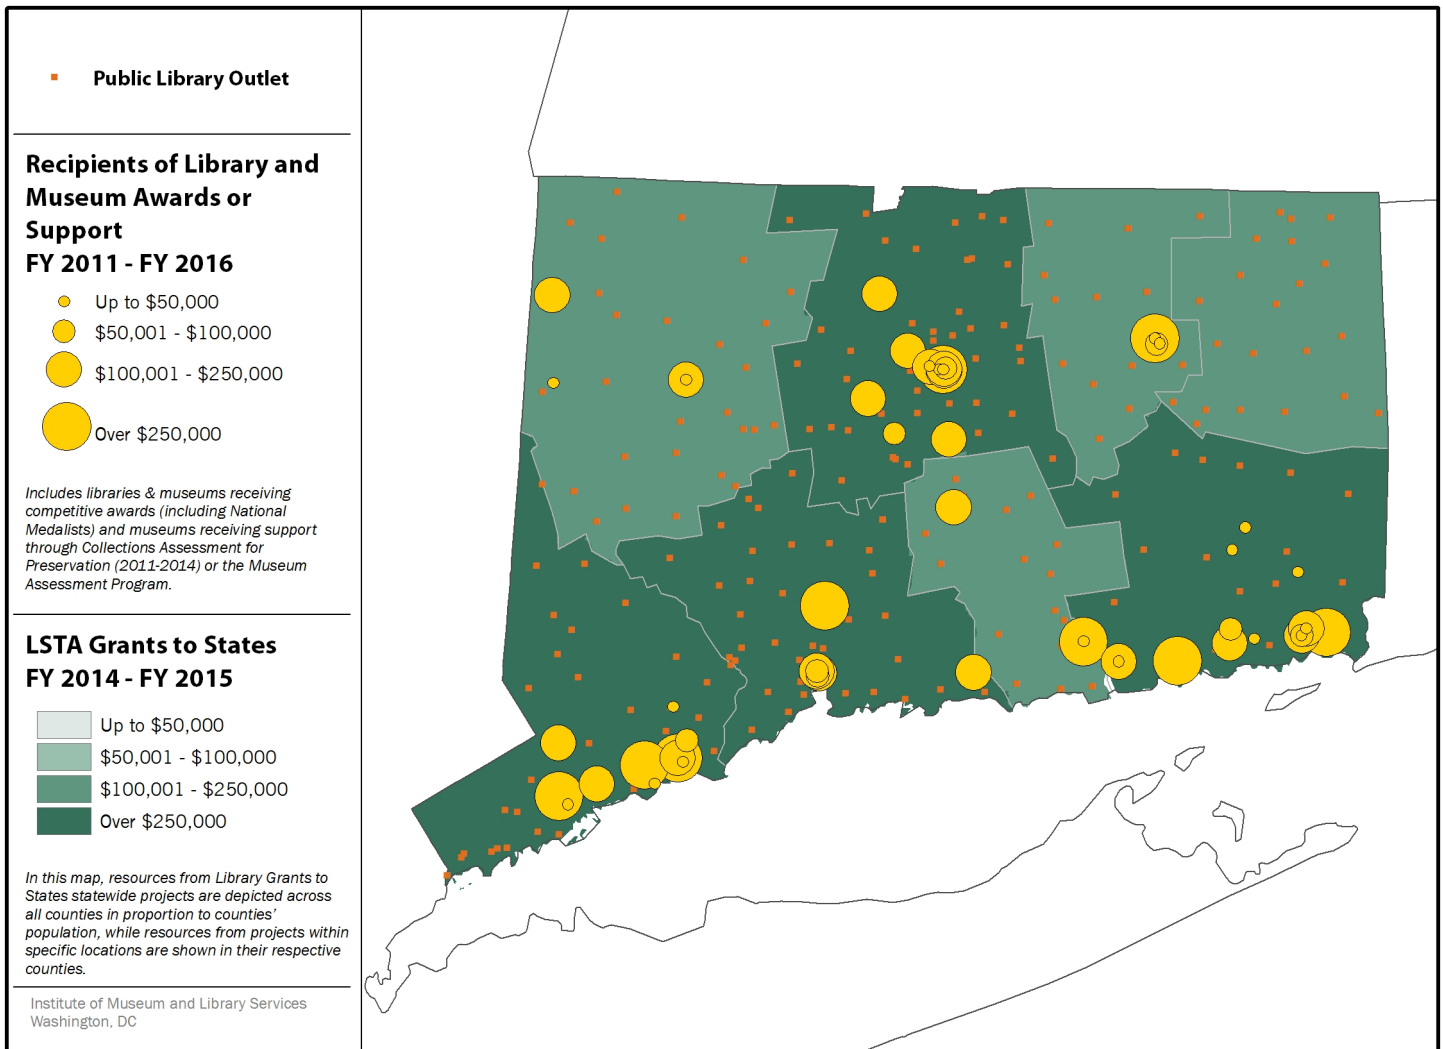 Public Library Outlet
Recipients of Library and
Museum Awards or
Support
FY 2011 - FY 2016
Up to $50,000
$50,001 - $100,000
$100,001 - $250,000
Over $250,000
Includes libraries & museums receiving
competitive awards (including National
Medalists) and museums receiving support
through Collections Assessment for
Preservation (2011-2014) or the Museum
Assessment Program.
LSTA Grants to States
FY 2014 - FY 2015
Up to $50,000
$50,001 - $100,000
$100,001 - $250,000
Over $250,000
In this map, resources from Library Grants to
States statewide projects are depicted across
all counties in proportion to counties’
population, while resources from projects within
specific locations are shown in their respective
counties.
Institute of Museum and Library Services
Washington, DC